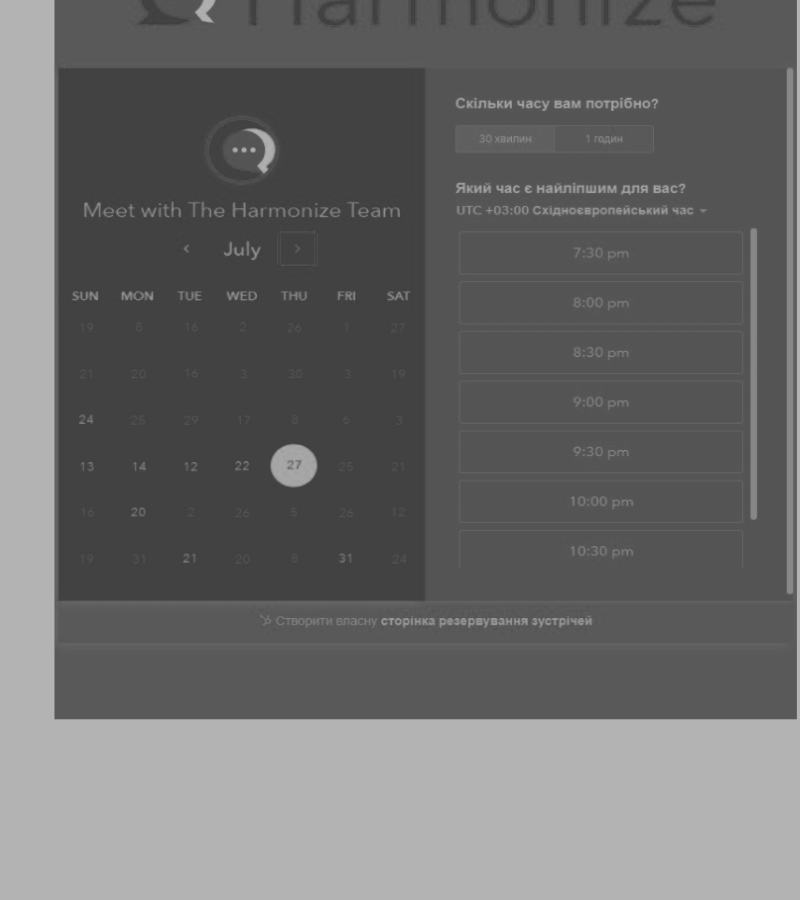 Harmonize
Meet with The Harmonize Team
July
SUN MON TUE WED THU FRI SAT
19 8 16 2 26 1 27
21 20 16 3 30 3 19
24 25 29 17 8 6 3
13 14 12 22 27 25 21
16 20 2 26 5 26 12
19 31 21 20 8 31 24
Скільки часу вам потрібно?
30 хвилин 1 годин
Який час є найліпшим для вас?
UTC +03:00 Східноєвропейський час
7:30 pm
8:00 pm
8:30 pm
9:00 pm
9:30 pm
10:00 pm
10:30 pm
Створити власну сторінка резервування зустрічей